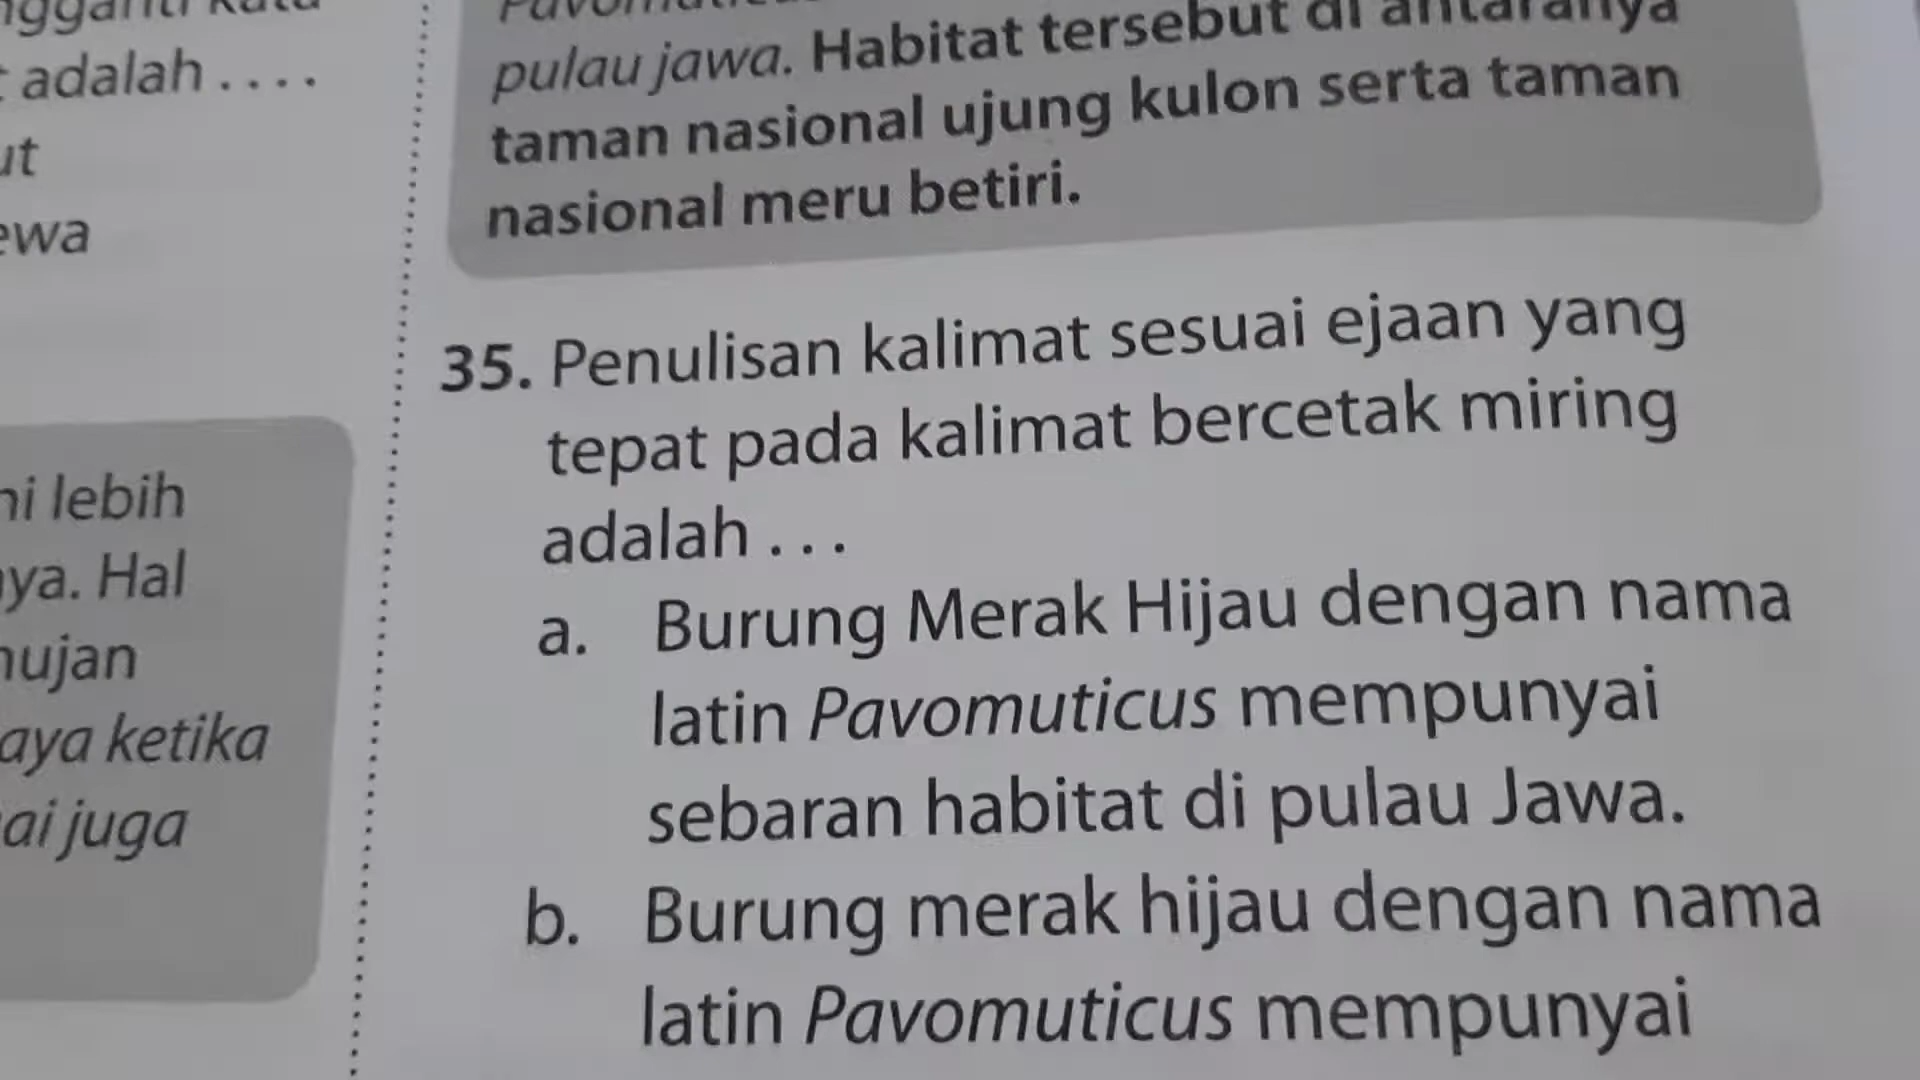 adalah . . . .
ut
ewa
lebih
ya. Hal
hujan
aya ketika
ai juga
pulau jawa. Habitat tersebut di antaranya
taman nasional ujung kulon serta taman
nasional meru betiri.
35. Penulisan kalimat sesuai ejaan yang
tepat pada kalimat bercetak miring
adalah . . .
a. Burung Merak Hijau dengan nama
latin Pavomuticus mempunyai
sebaran habitat di pulau Jawa.
b. Burung merak hijau dengan nama
latin Pavomuticus mempunyai